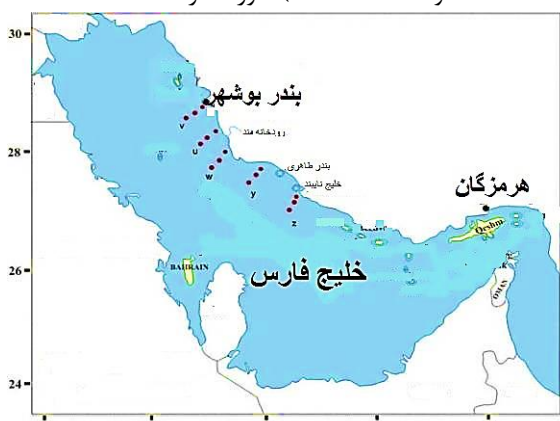 30
بندر بوشهر
v
رودخانه مند
u
28
w
بندر طاهری
خلیج نایبند
y
هرمزگان
z
Qeshm
BAHRAIN
26
خلیج فارس
OMAN
24